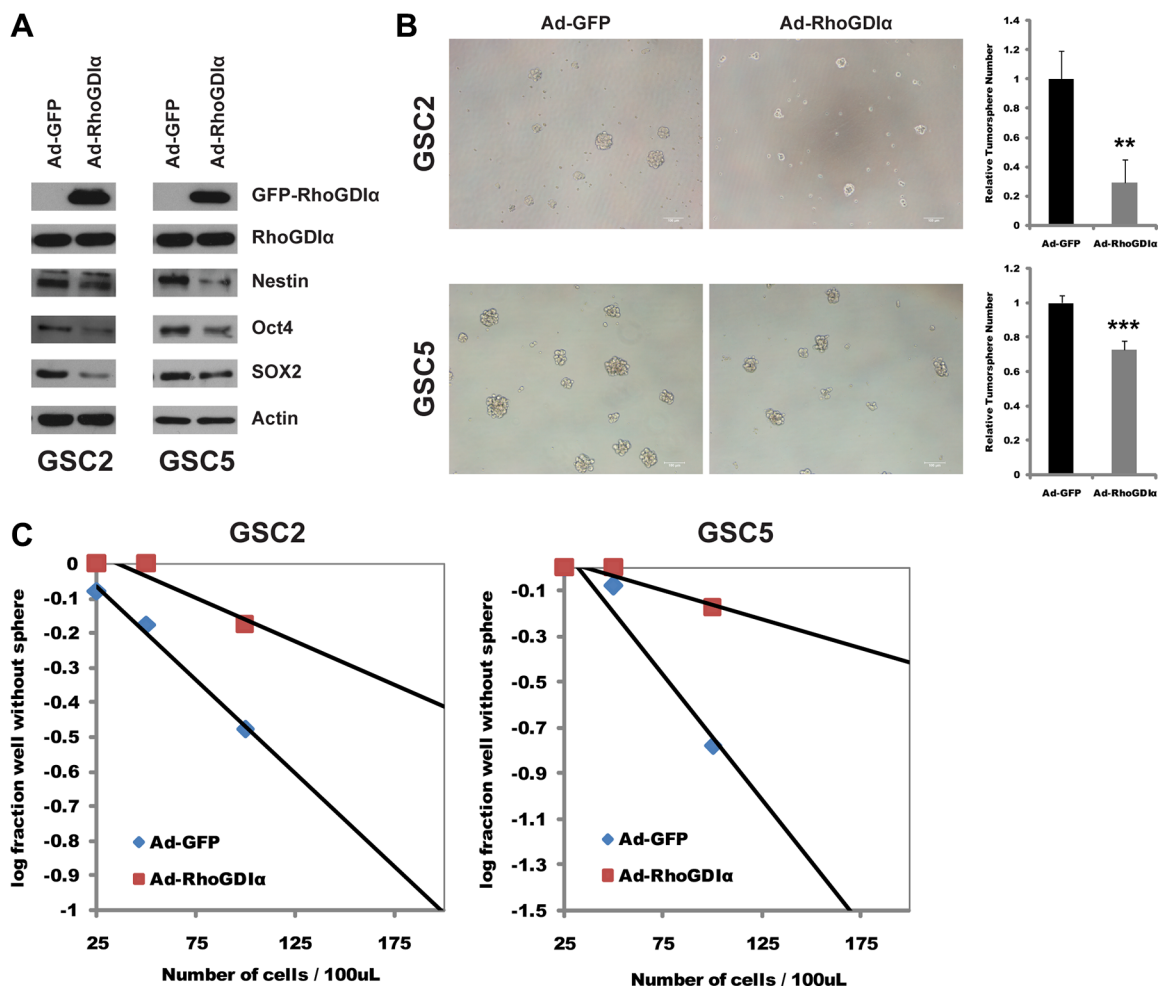 A
Ad-GFP
Ad-RhoGDIα
Ad-GFP
Ad-RhoGDIα
GFP-RhoGDIα
RhoGDIα
Nestin
Oct4
SOX2
Actin
GSC2
GSC5
B
Ad-GFP
Ad-RhoGDIα
GSC2
GSC5
Relative Tumorsphere Number
1.4
1.2
1
0.8
0.6
0.4
0.2
0
**
Ad-GFP
Ad-RhoGDIα
Relative Tumorsphere Number
1.2
1
0.8
0.6
0.4
0.2
0
***
Ad-GFP
Ad-RhoGDIα
C
GSC2
log fraction well without sphere
0
-0.1
-0.2
-0.3
-0.4
-0.5
-0.6
-0.7
-0.8
-0.9
-1
Ad-GFP
Ad-RhoGDIα
25
75
125
175
Number of cells / 100uL
GSC5
log fraction well without sphere
-0.1
-0.3
-0.5
-0.7
-0.9
-1.1
-1.3
-1.5
Ad-GFP
Ad-RhoGDIα
25
75
125
175
Number of cells / 100uL